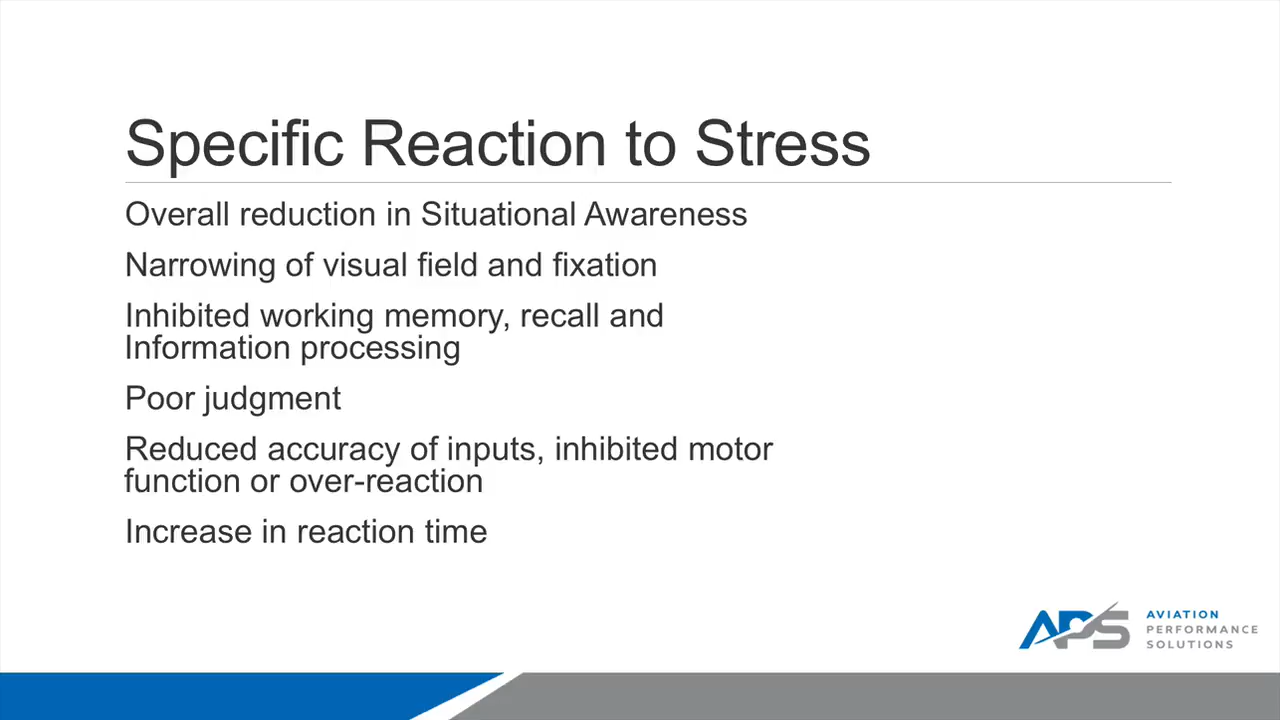 Specific Reaction to Stress
Overall reduction in Situational Awareness
Narrowing of visual field and fixation
Inhibited working memory, recall and
Information processing
Poor judgment
Reduced accuracy of inputs, inhibited motor
function or over-reaction
Increase in reaction time
APS
AVIATION
PERFORMANCE
SOLUTIONS